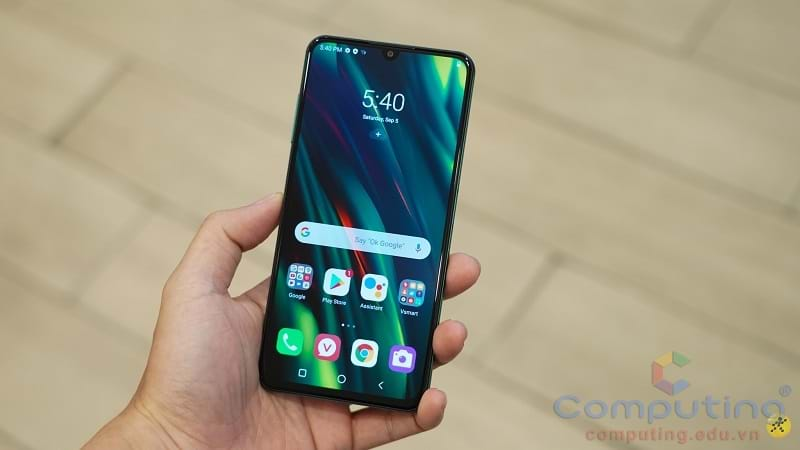 5:40 PM
5:40
Saturday, Sep 5
Say "Ok Google"
Google
Play Store
Assistant
Vsmart
Computing
computing.edu.vn